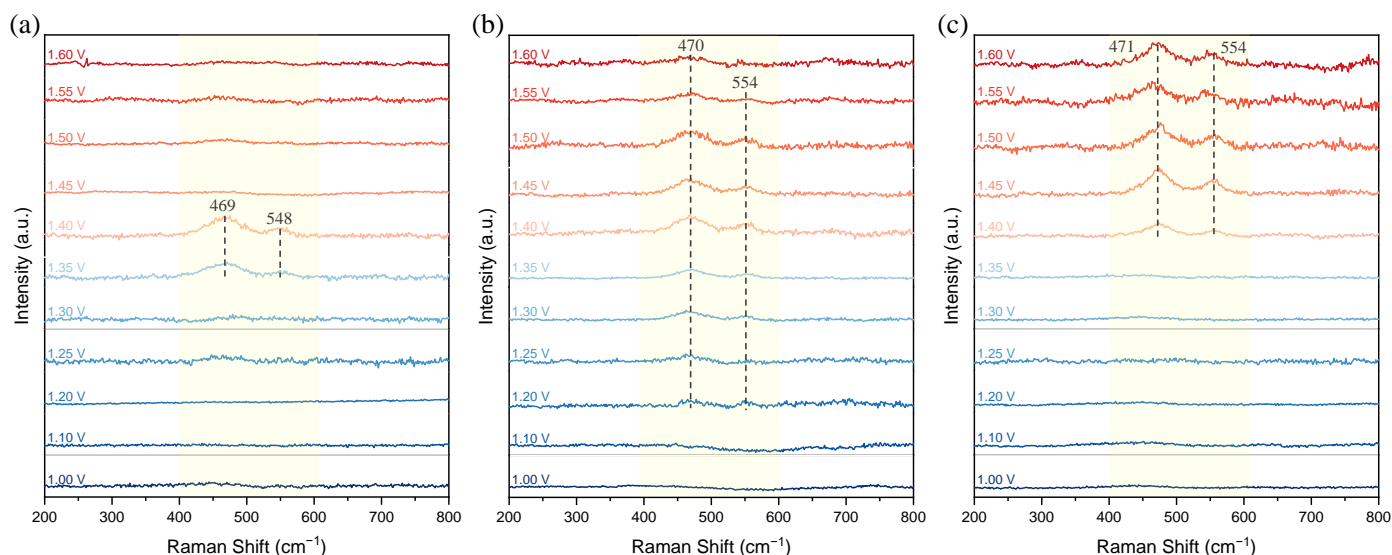 (a)
Intensity (a.u.)
1.60 V
1.55 V
1.50 V
1.45 V
1.40 V
1.35 V
1.30 V
1.25 V
1.20 V
1.10 V
1.00 V
469
548
200 300 400 500 600 700 800
Raman Shift (cm⁻¹)
(b)
Intensity (a.u.)
1.60 V
1.55 V
1.50 V
1.45 V
1.40 V
1.35 V
1.30 V
1.25 V
1.20 V
1.10 V
1.00 V
470
554
200 300 400 500 600 700 800
Raman Shift (cm⁻¹)
(c)
Intensity (a.u.)
1.60 V
1.55 V
1.50 V
1.45 V
1.40 V
1.35 V
1.30 V
1.25 V
1.20 V
1.10 V
1.00 V
471
554
200 300 400 500 600 700 800
Raman Shift (cm⁻¹)